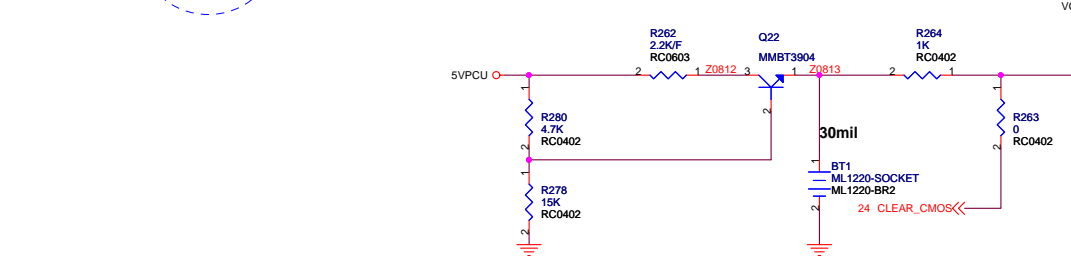 VC
R262
2.2K/F
RC0603
Q22
MMBT3904
R264
1K
RC0402
5VPCU
2
1
Z0812
3
1
Z0813
2
1
1
R280
4.7K
RC0402
2
2
30mil
1
R263
0
RC0402
2
1
R278
15K
RC0402
2
1
BT1
ML1220-SOCKET
ML1220-BR2
2
24 CLEAR_CMOS